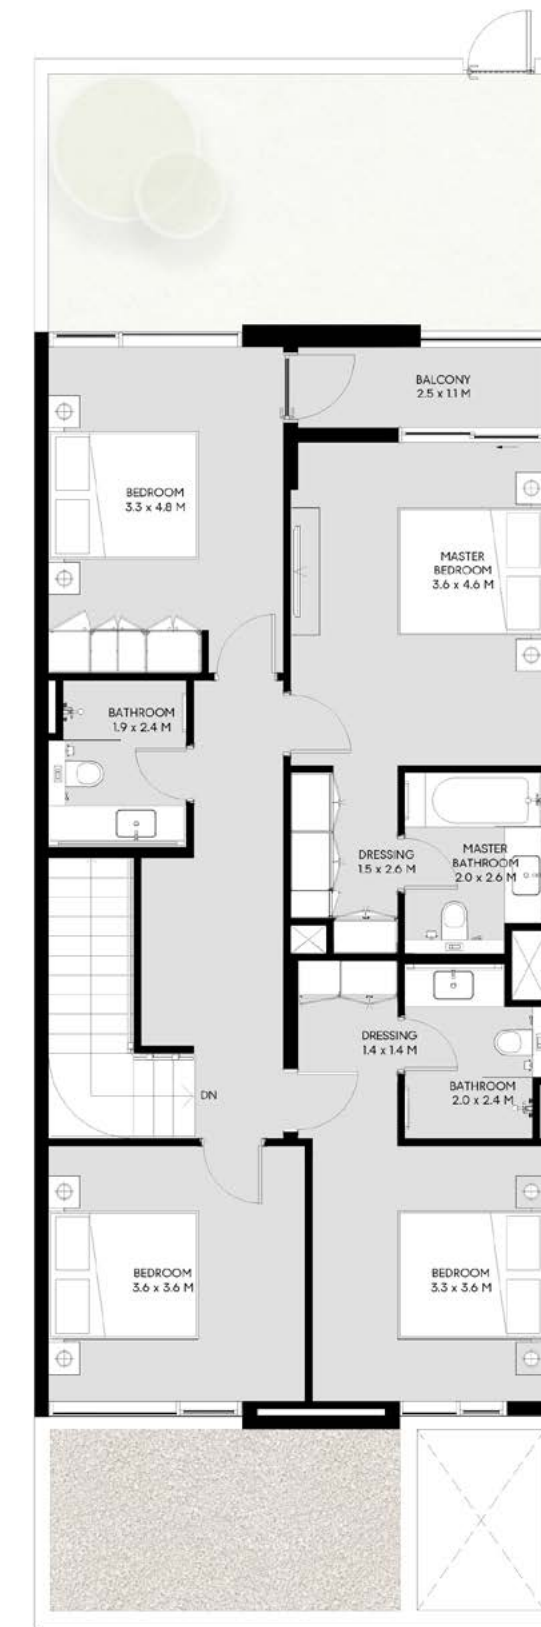 BALCONY
2.5 x 1.1 M
BEDROOM
3.3 x 4.8 M
MASTER
BEDROOM
3.6 x 4.6 M
BATHROOM
1.9 x 2.4 M
DRESSING
1.5 x 2.6 M
MASTER
BATHROOM
2.0 x 2.6 M
DRESSING
1.4 x 1.4 M
BATHROOM
2.0 x 2.4 M
DN
BEDROOM
3.6 x 3.6 M
BEDROOM
3.3 x 3.6 M